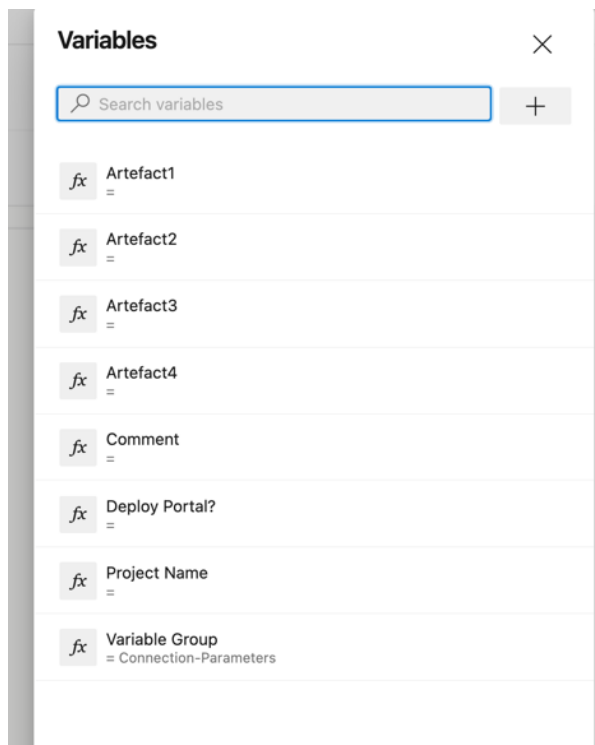 Variables
Search variables
fx Artefact1
=
fx Artefact2
=
fx Artefact3
=
fx Artefact4
=
fx Comment
=
fx Deploy Portal?
=
fx Project Name
=
fx Variable Group
= Connection-Parameters